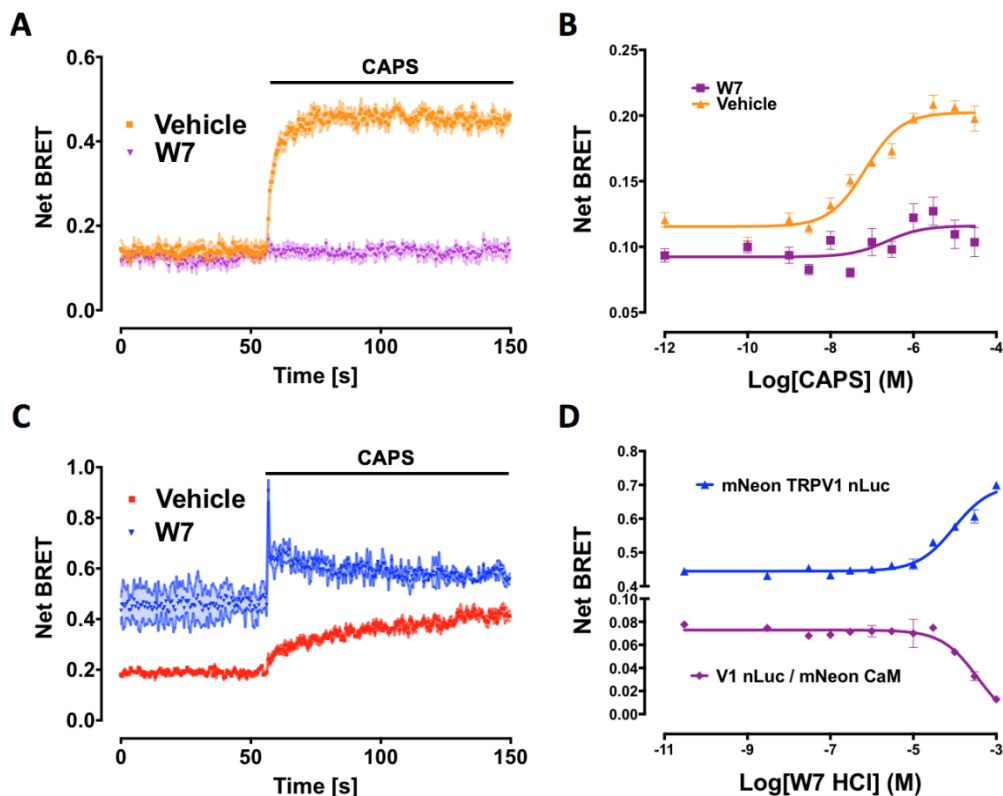 A
CAPS
0.6
0.4
0.2
0.0
Net BRET
Vehicle
W7
0 50 100 150
Time [s]
B
0.25
0.20
0.15
0.10
0.05
Net BRET
W7
Vehicle
-12 -10 -8 -6 -4
Log[CAPS] (M)
C
CAPS
1.0
0.8
0.6
0.4
0.2
0.0
Net BRET
Vehicle
W7
0 50 100 150
Time [s]
D
0.8
0.7
0.6
0.5
0.4
0.10
0.08
0.06
0.04
0.02
0.00
Net BRET
mNeon TRPV1 nLuc
V1 nLuc / mNeon CaM
-11 -9 -7 -5 -3
Log[W7 HCl] (M)